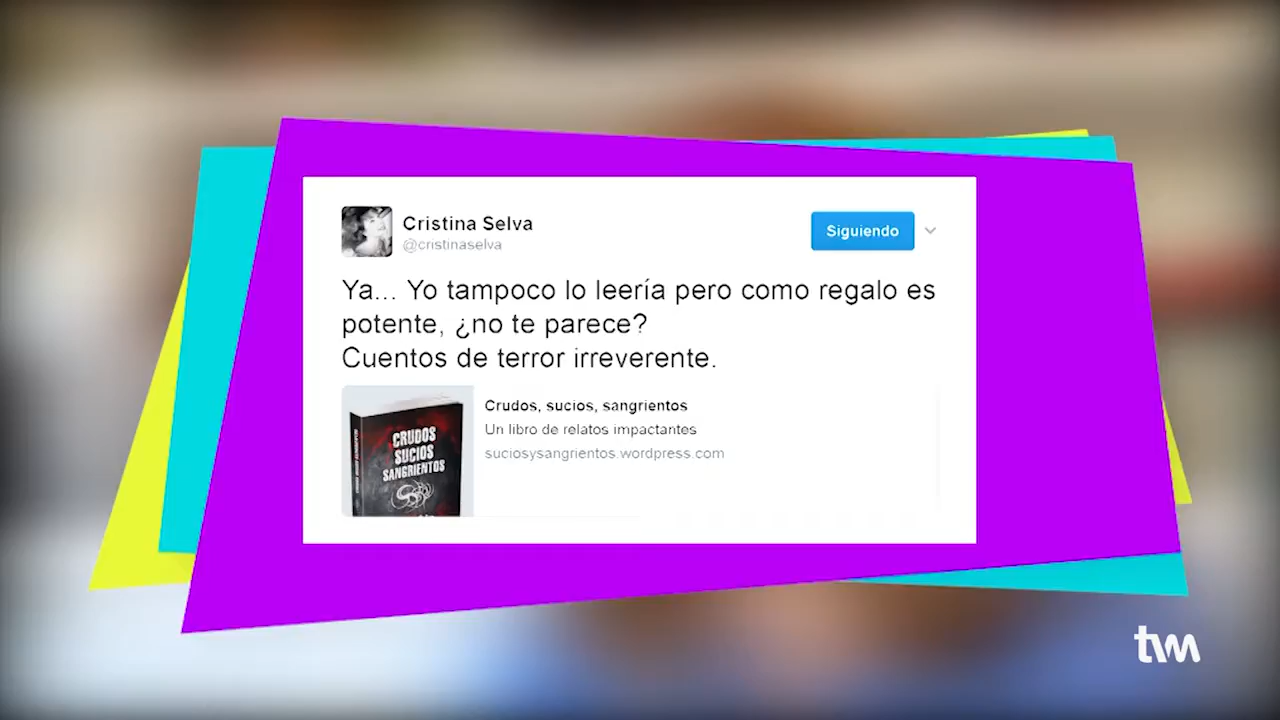 Cristina Selva
@cristinaselva
Siguiendo
Ya... Yo tampoco lo leería pero como regalo es
potente, ¿no te parece?
Cuentos de terror irreverente.
Crudos, sucios, sangrientos
Un libro de relatos impactantes
suciosysangrientos.wordpress.com
CRUDOS
SUCIOS
SANGRIENTOS
tvm